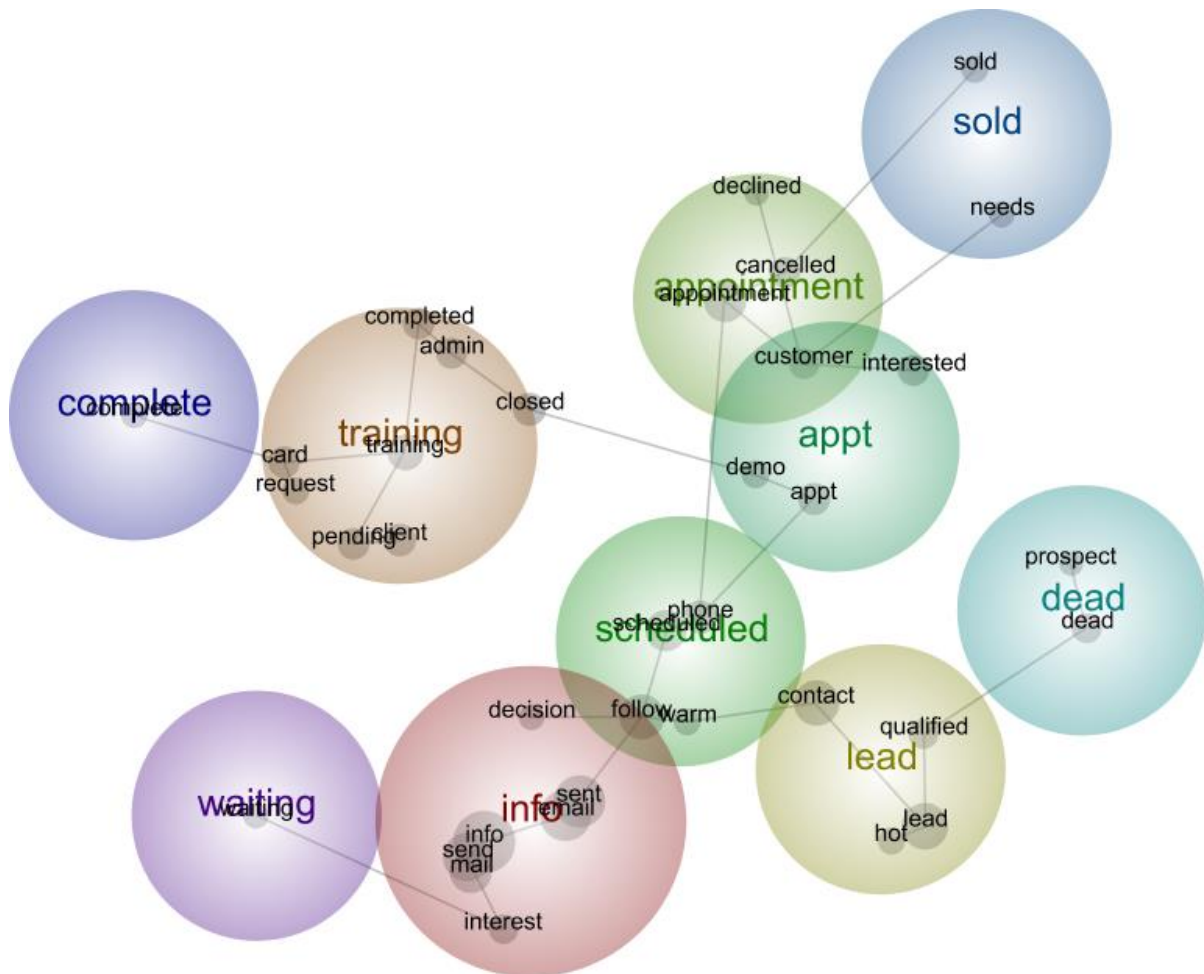 sold
sold
needs
declined
cancelled
appointment
appointment
customer
interested
appt
demo
appt
completed
admin
closed
training
training
card
request
pending
client
complete
complete
prospect
dead
dead
phone
scheduled
scheduled
follow
warm
decision
contact
qualified
lead
lead
hot
waiting
waiting
sent
email
info
info
send
mail
interest